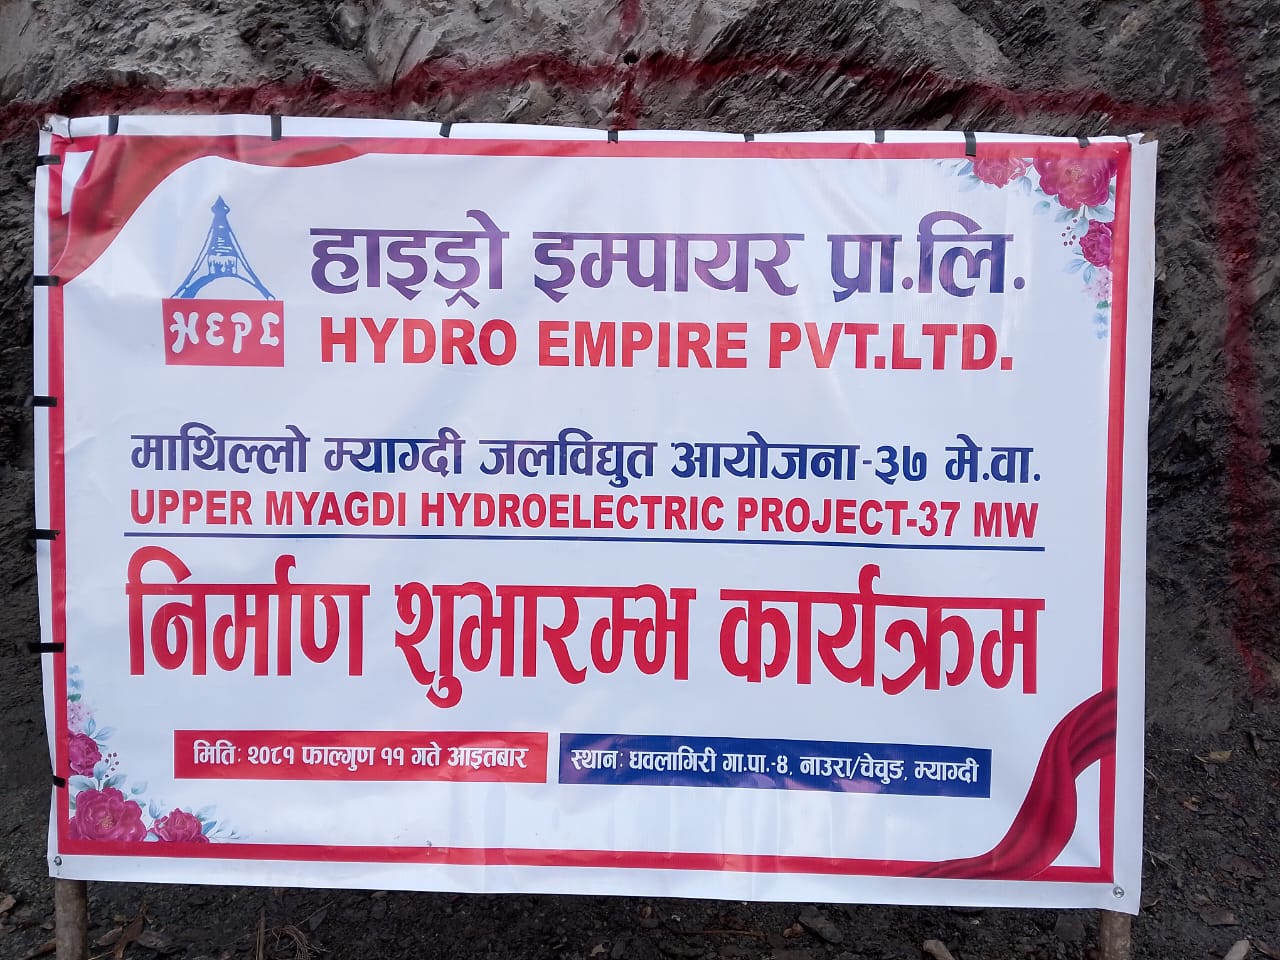 HEPL
हाइड्रो इम्पायर प्रा.लि.
HYDRO EMPIRE PVT.LTD.
माथिल्लो म्याग्दी जलविद्युत आयोजना-३७ मे.वा.
UPPER MYAGDI HYDROELECTRIC PROJECT-37 MW
निर्माण शुभारम्भ कार्यक्रम
मिति: २०८१ फाल्गुण ११ गते आइतबार
स्थान: धवलागिरी गा.पा.-४, नाउरा/चेचुङ, म्याग्दी